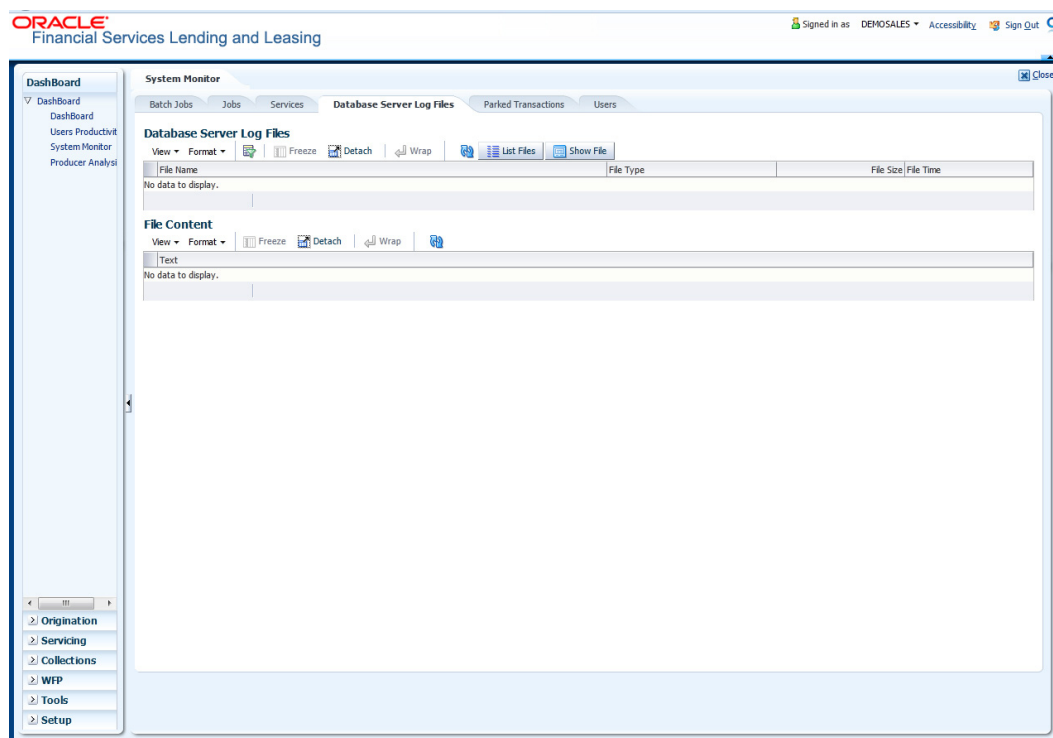 ORACLE®
Financial Services Lending and Leasing
Signed in as DEMOSALES Accessibility Sign Out
DashBoard
DashBoard
DashBoard
Users Productivit
System Monitor
Producer Analysi
Origination
Servicing
Collections
WFP
Tools
Setup
System Monitor
Close
Batch Jobs Jobs Services Database Server Log Files Parked Transactions Users
Database Server Log Files
View Format Freeze Detach Wrap List Files Show File
File Name File Type File Size File Time
No data to display.
File Content
View Format Freeze Detach Wrap
Text
No data to display.